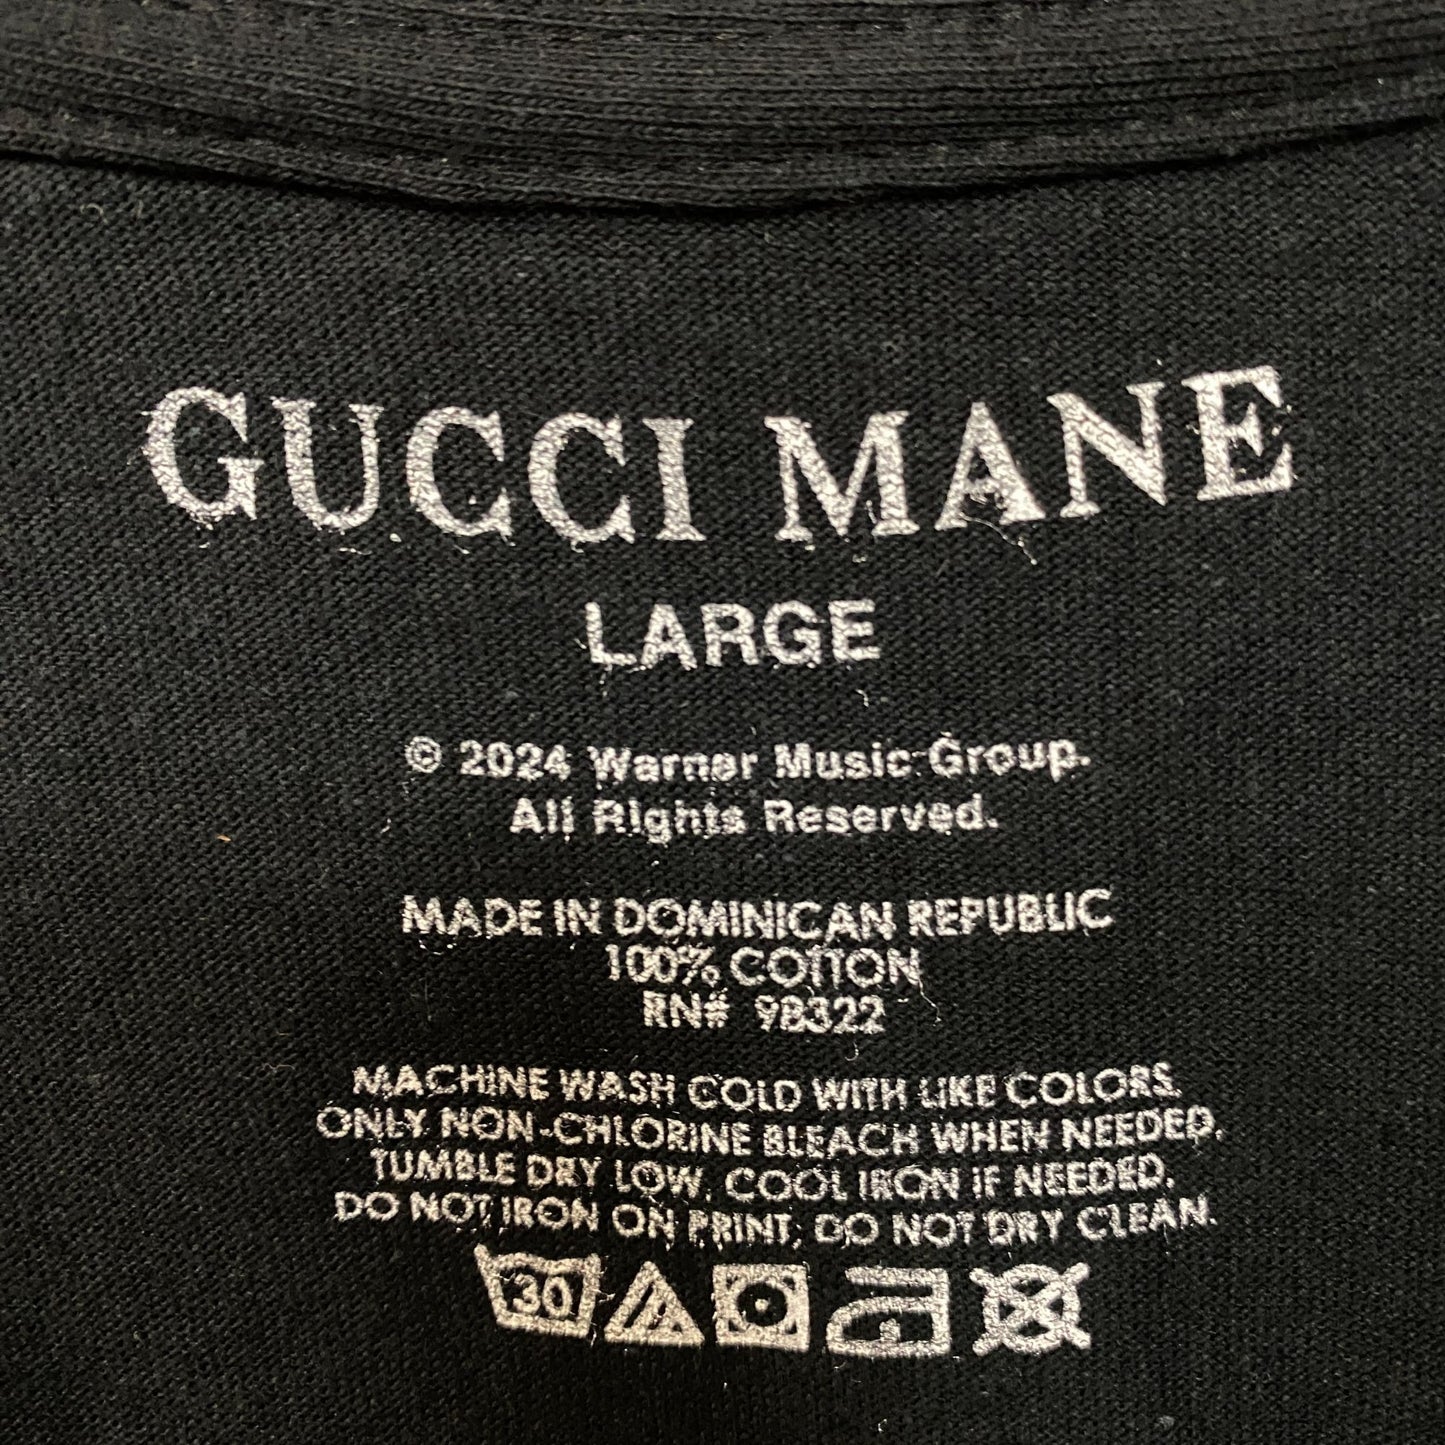 GUCCI MANE
LARGE
© 2024 Warner Music Group.
All Rights Reserved.
MADE IN DOMINICAN REPUBLIC
100% COTTON
RN# 98322
MACHINE WASH COLD WITH LIKE COLORS.
ONLY NON-CHLORINE BLEACH WHEN NEEDED.
TUMBLE DRY LOW. COOL IRON IF NEEDED.
DO NOT IRON ON PRINT; DO NOT DRY CLEAN.
30